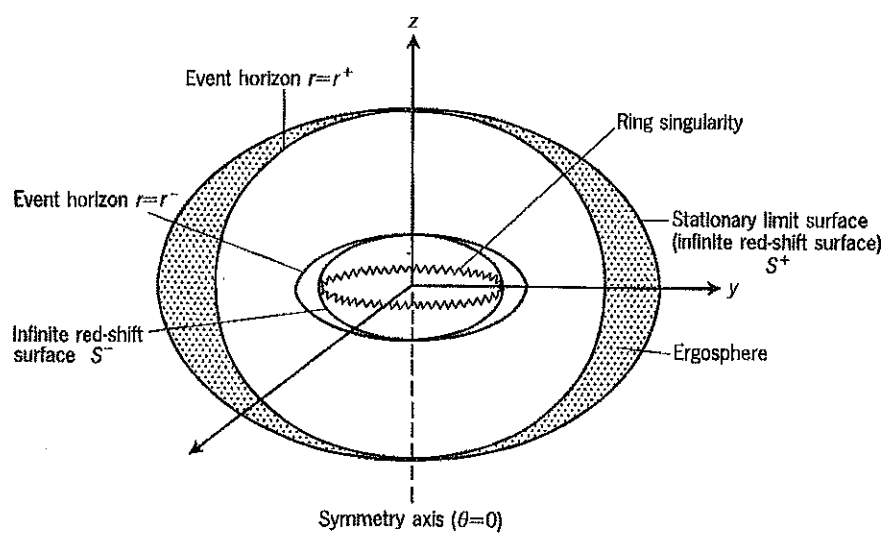 z
Event horizon r=r⁺
Ring singularity
Event horizon r=r⁻
Stationary limit surface
(infinite red-shift surface)
S⁺
y
Infinite red-shift
surface S⁻
Ergosphere
Symmetry axis (θ=0)